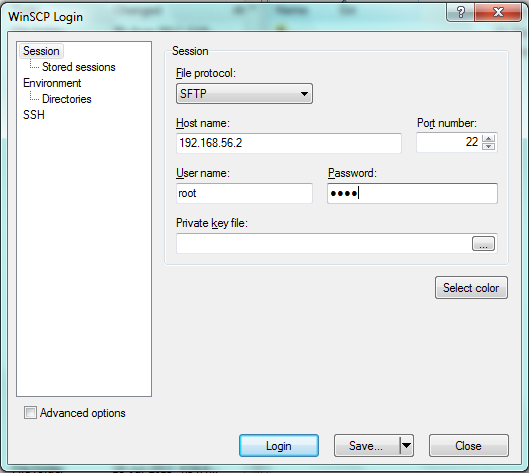 WinSCP Login
Session
Stored sessions
Environment
Directories
SSH
Session
File protocol:
SFTP
Host name:
Port number:
192.168.56.2
22
User name:
Password:
root
●●●●
Private key file:
...
Select color
Advanced options
Login
Save...
Close